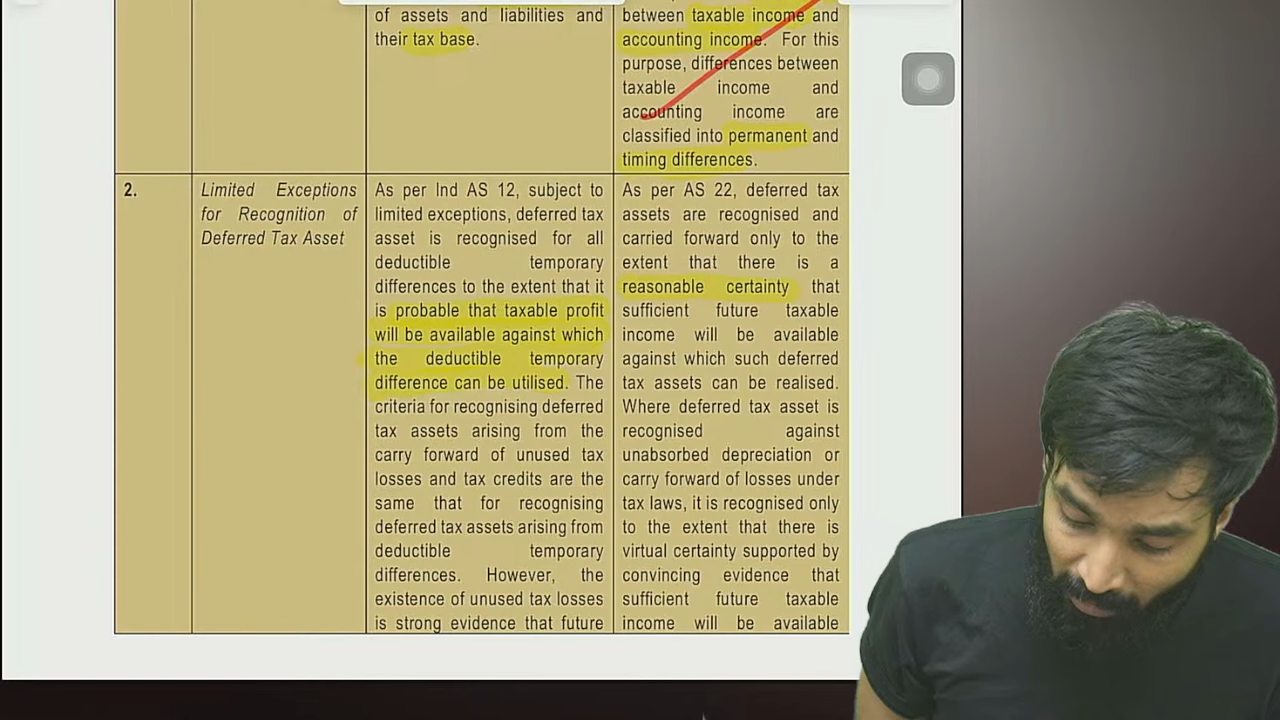 of assets and liabilities and
their tax base.
between taxable income and
accounting income. For this
purpose, differences between
taxable income and
accounting income are
classified into permanent and
timing differences.
2.
Limited Exceptions
for Recognition of
Deferred Tax Asset
As per Ind AS 12, subject to
limited exceptions, deferred tax
asset is recognised for all
deductible temporary
differences to the extent that it
is probable that taxable profit
will be available against which
the deductible temporary
difference can be utilised. The
criteria for recognising deferred
tax assets arising from the
carry forward of unused tax
losses and tax credits are the
same that for recognising
deferred tax assets arising from
deductible temporary
differences. However, the
existence of unused tax losses
is strong evidence that future
As per AS 22, deferred tax
assets are recognised and
carried forward only to the
extent that there is a
reasonable certainty that
sufficient future taxable
income will be available
against which such deferred
tax assets can be realised.
Where deferred tax asset is
recognised against
unabsorbed depreciation or
carry forward of losses under
tax laws, it is recognised only
to the extent that there is
virtual certainty supported by
convincing evidence that
sufficient future taxable
income will be available